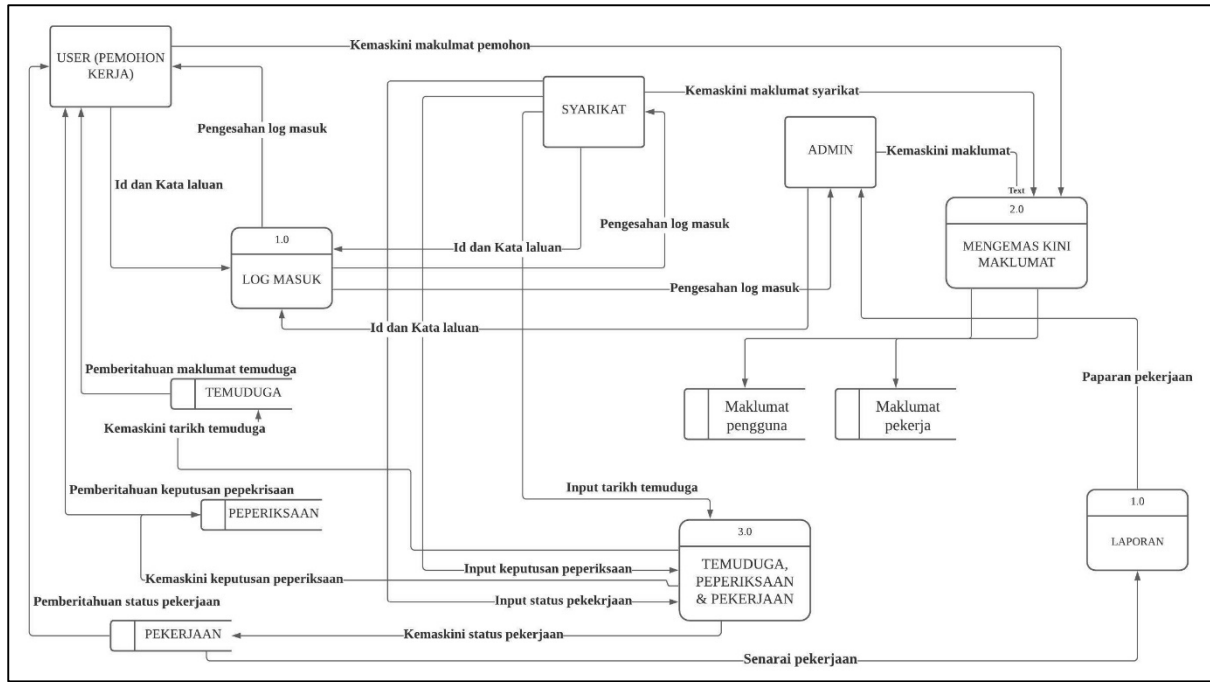 Kemaskini makulmat pemohon
USER (PEMOHON
KERJA)
SYARIKAT
Kemaskini maklumat syarikat
Pengesahan log masuk
ADMIN
Kemaskini maklumat
Id dan Kata laluan
Text
2.0
MENGEMAS KINI
MAKLUMAT
Pengesahan log masuk
1.0
LOG MASUK
Id dan Kata laluan
Pengesahan log masuk
Id dan Kata laluan
Pemberitahuan maklumat temuduga
TEMUDUGA
Kemaskini tarikh temuduga
Maklumat
pengguna
Maklumat
pekerja
Paparan pekerjaan
Pemberitahuan keputusan pepekrisaan
PEPERIKSAAN
Input tarikh temuduga
1.0
LAPORAN
3.0
TEMUDUGA,
PEPERIKSAAN
& PEKERJAAN
Kemaskini keputusan peperiksaan
Input keputusan peperiksaan
Pemberitahuan status pekerjaan
Input status pekekrjaan
PEKERJAAN
Kemaskini status pekerjaan
Senarai pekerjaan